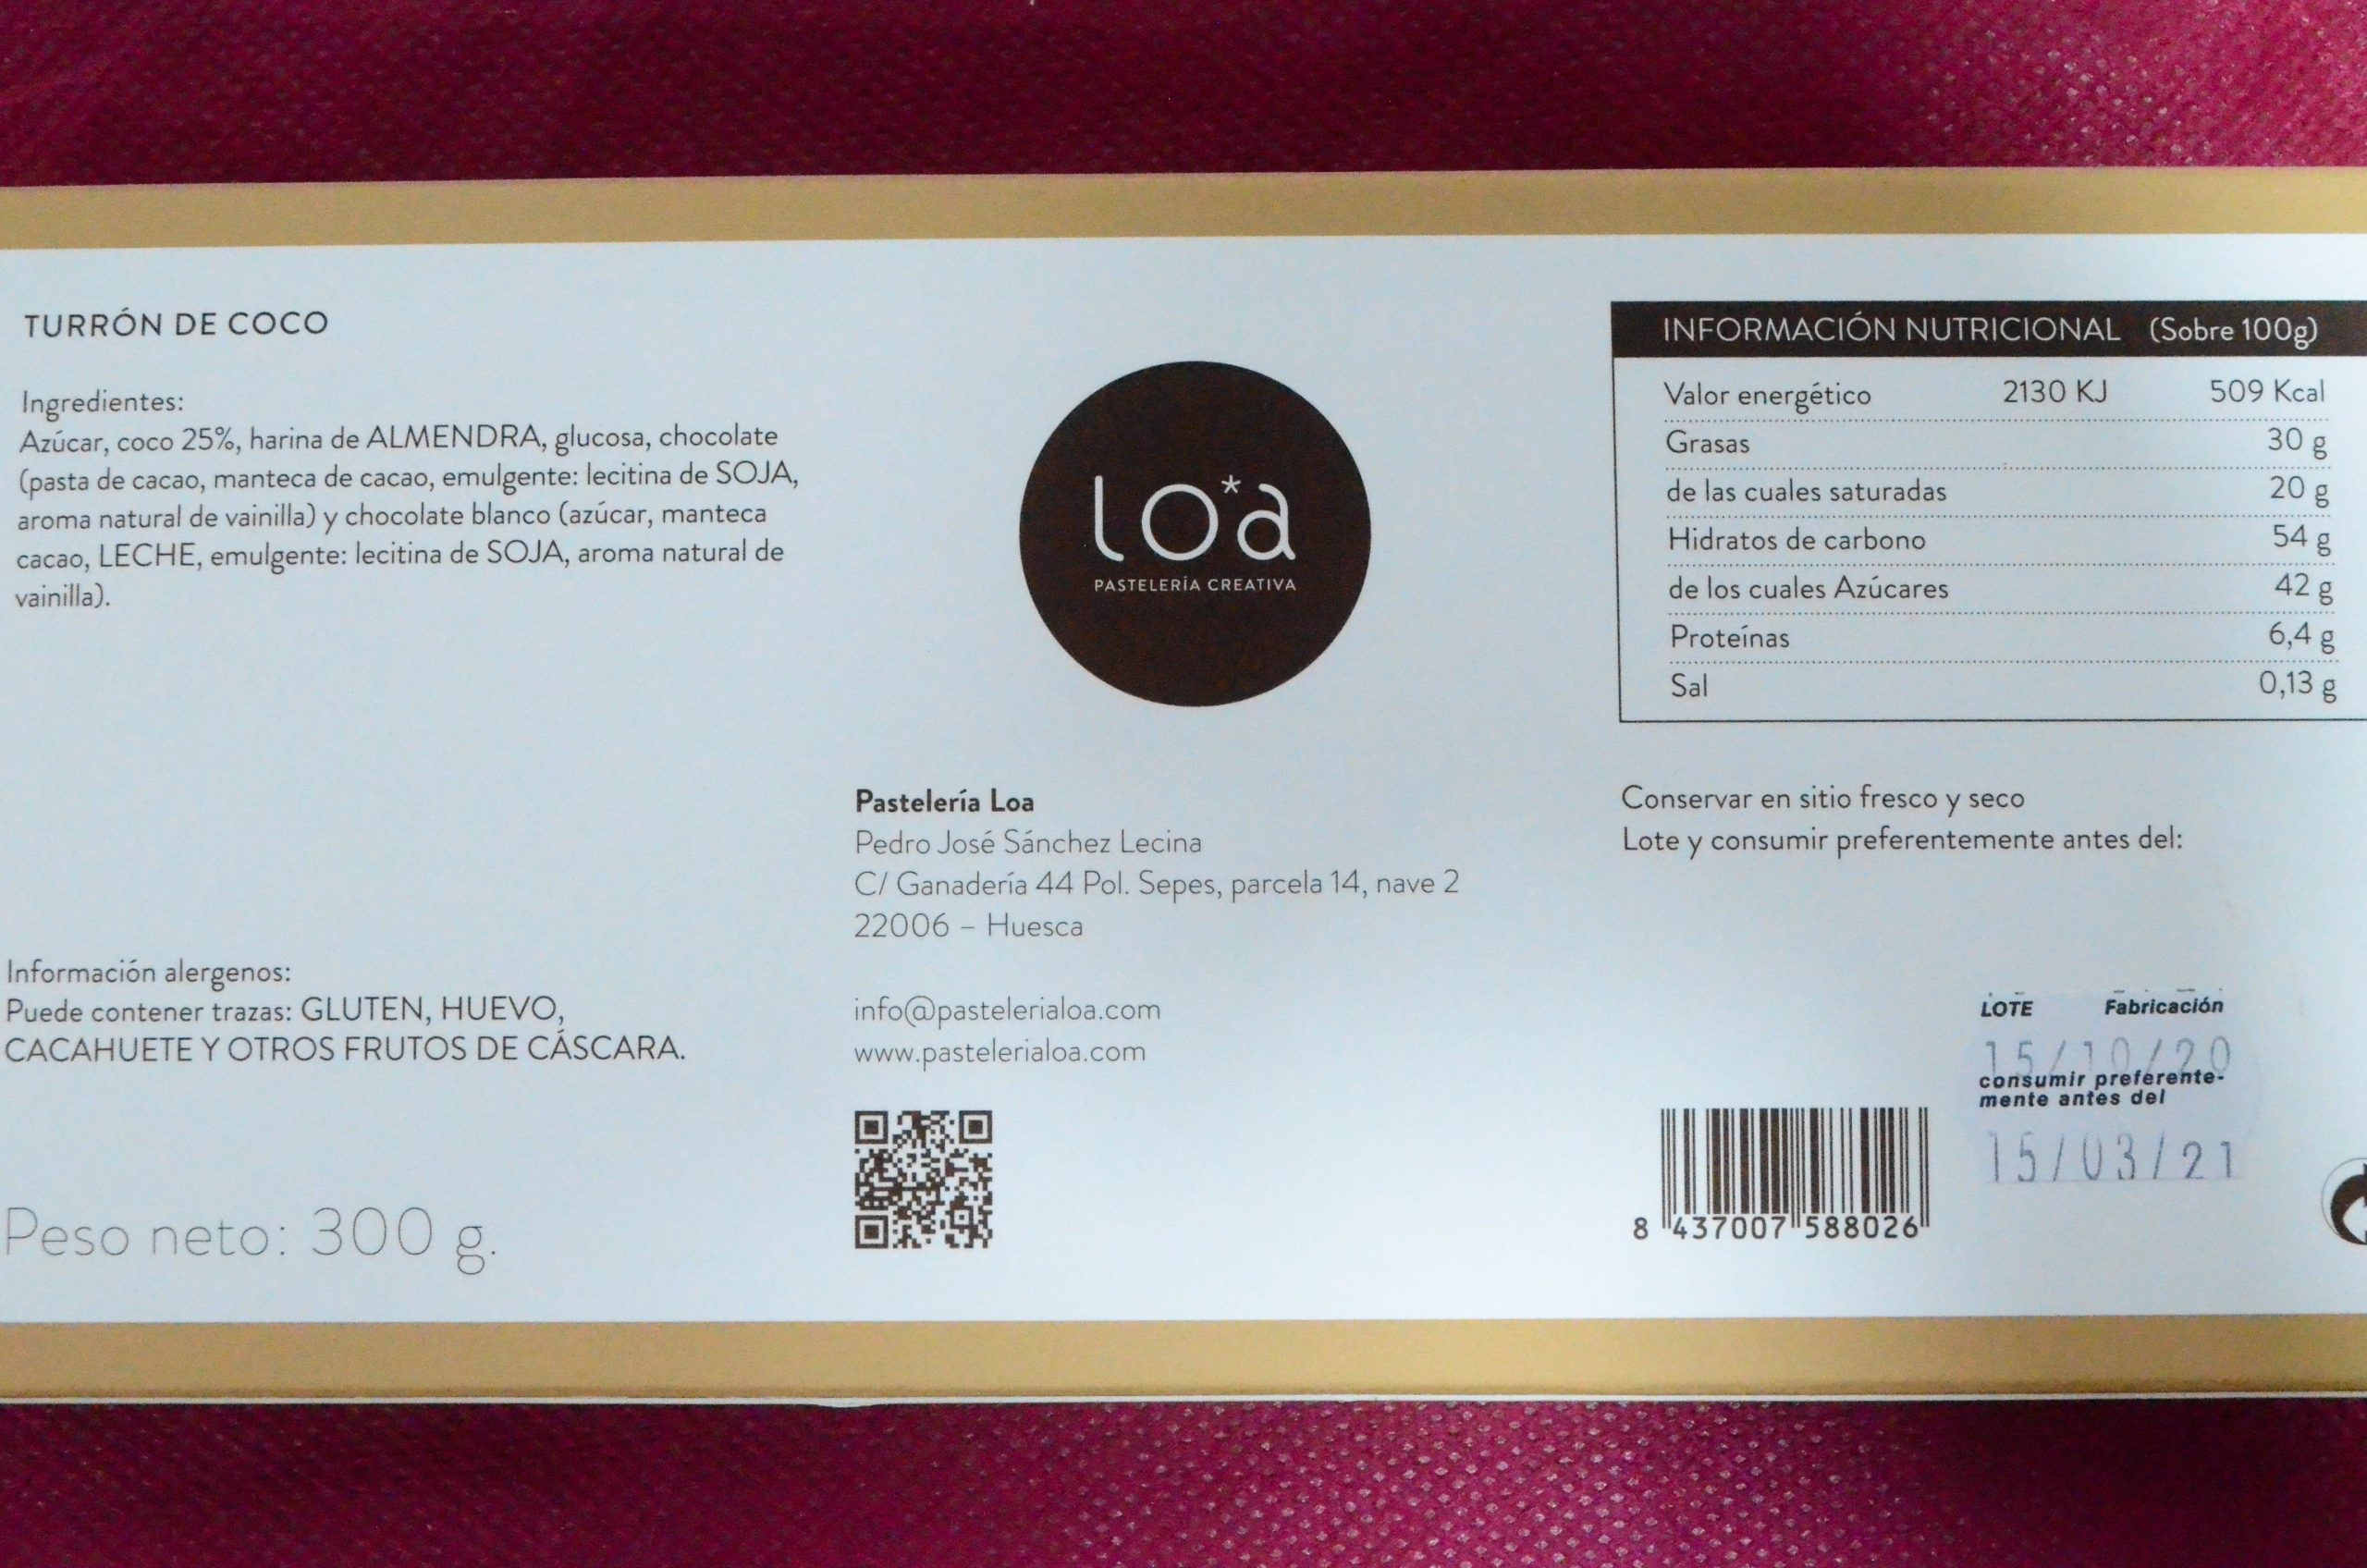 TURRÓN DE COCO
Ingredientes:
Azúcar, coco 25%, harina de ALMENDRA, glucosa, chocolate
(pasta de cacao, manteca de cacao, emulgente: lecitina de SOJA,
aroma natural de vainilla) y chocolate blanco (azúcar, manteca
cacao, LECHE, emulgente: lecitina de SOJA, aroma natural de
vainilla).
Información alergenos:
Puede contener trazas: GLUTEN, HUEVO,
CACAHUETE Y OTROS FRUTOS DE CÁSCARA.
Peso neto: 300 g.
lo*a
PASTELERÍA CREATIVA
Pastelería Loa
Pedro José Sánchez Lecina
C/ Ganadería 44 Pol. Sepes, parcela 14, nave 2
22006 – Huesca
info@pastelerialoa.com
www.pastelerialoa.com
INFORMACIÓN NUTRICIONAL (Sobre 100g)
Valor energético 2130 KJ 509 Kcal
Grasas 30 g
de las cuales saturadas 20 g
Hidratos de carbono 54 g
de los cuales Azúcares 42 g
Proteínas 6,4 g
Sal 0,13 g
Conservar en sitio fresco y seco
Lote y consumir preferentemente antes del:
LOTE Fabricación
15/10/20
consumir preferente-
mente antes del
15/03/21
8 437007 588026